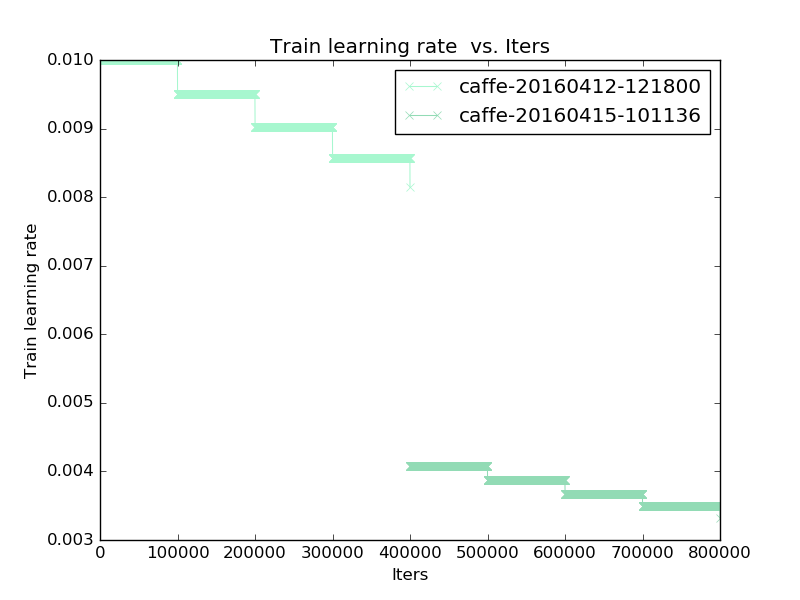 Train learning rate  vs. Iters
caffe-20160412-121800
caffe-20160415-101136
Train learning rate
0.010
0.009
0.008
0.007
0.006
0.005
0.004
0.003
0 100000 200000 300000 400000 500000 600000 700000 800000
Iters